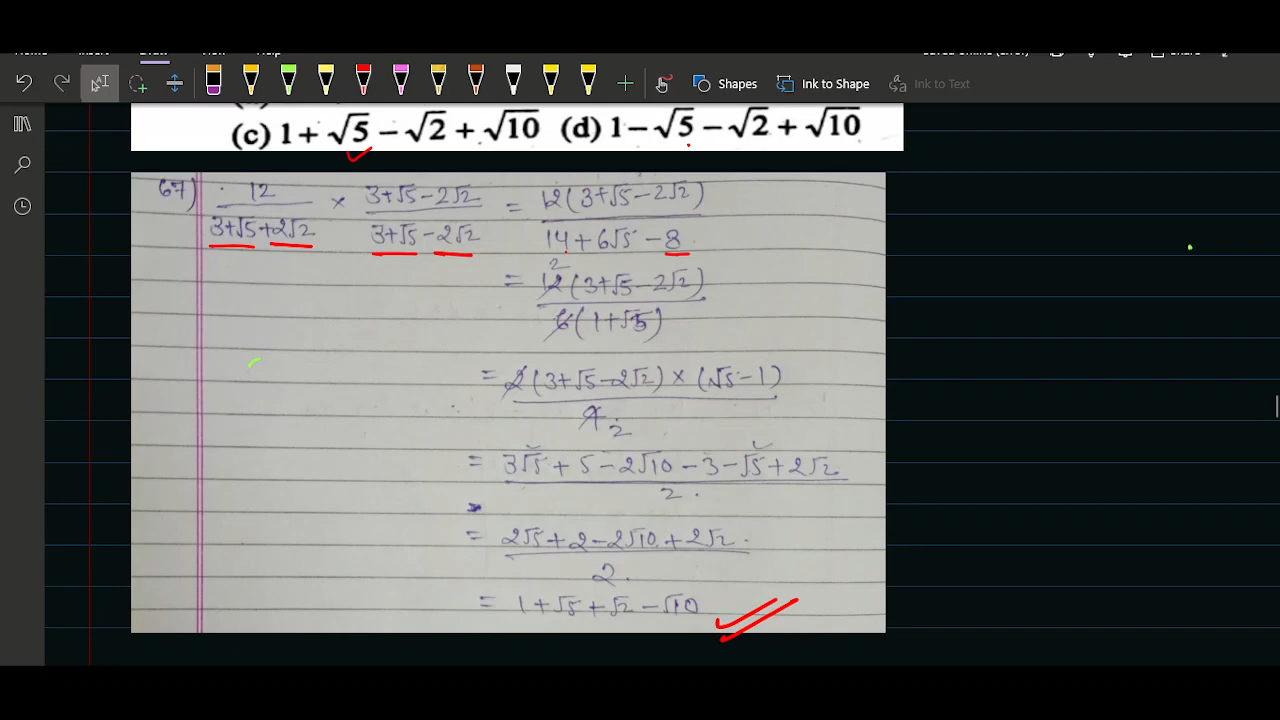 Shapes Ink to Shape Ink to Text
(c) 1 + √5 − √2 + √10 (d) 1 − √5 − √2 + √10
67) 12 / (3+√5+2√2) × (3+√5−2√2) / (3+√5−2√2) = 12(3+√5−2√2) / (14+6√5−8)
= 12(3+√5−2√2) / 6(1+√5) 2
= 2(3+√5−2√2)×(√5−1) / 4 2
= (3√5+5−2√10−3−√5+2√2) / 2.
= (2√5+2−2√10+2√2.) / 2.
= 1+√5+√2−√10